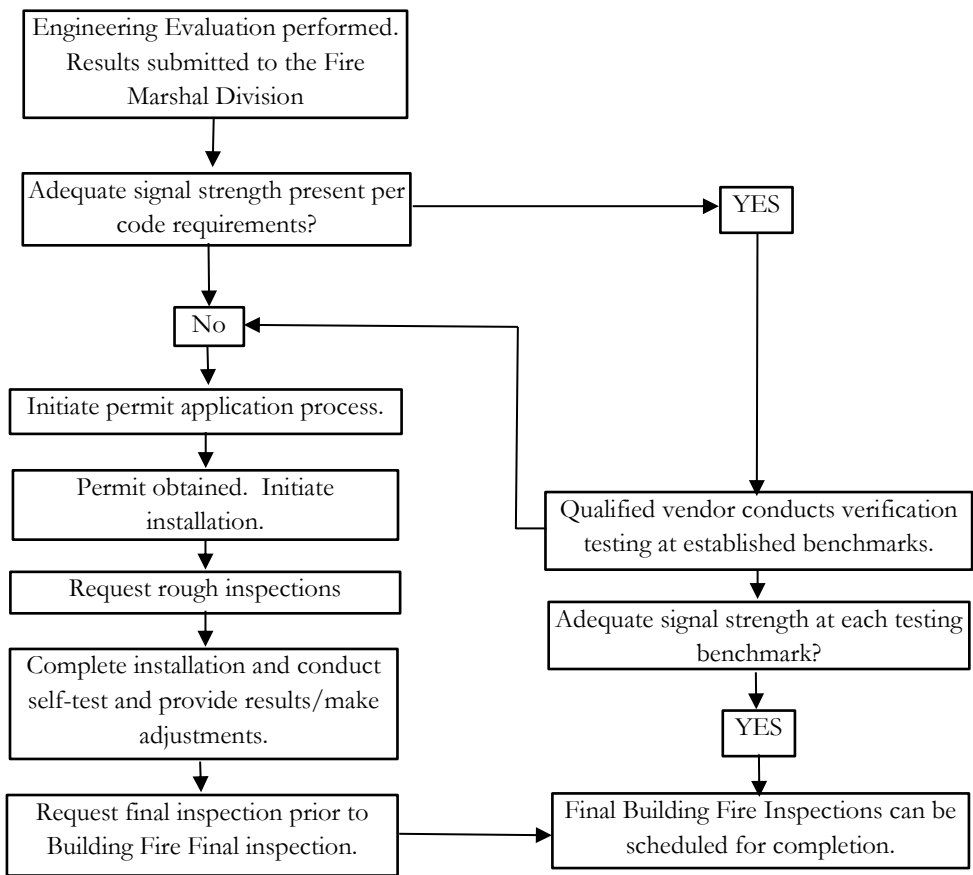 Engineering Evaluation performed.
Results submitted to the Fire
Marshal Division
Adequate signal strength present per
code requirements?
YES
No
Initiate permit application process.
Permit obtained.  Initiate
installation.
Qualified vendor conducts verification
testing at established benchmarks.
Request rough inspections
Adequate signal strength at each testing
benchmark?
Complete installation and conduct
self-test and provide results/make
adjustments.
YES
Request final inspection prior to
Building Fire Final inspection.
Final Building Fire Inspections can be
scheduled for completion.